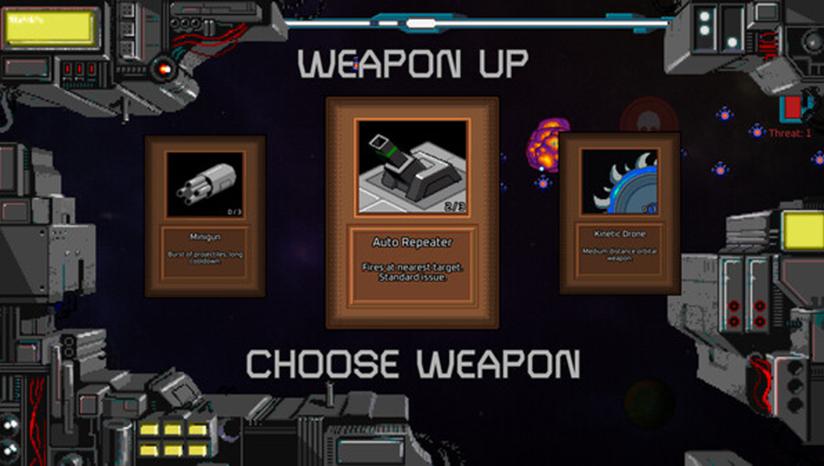 WEAPON UP
Threat: 1
0/3
Minigun
Burst of projectiles, long
cooldown.
2/3
Auto Repeater
Fires at nearest target.
Standard issue.
Kinetic Drone
Medium distance orbital
weapon.
CHOOSE WEAPON